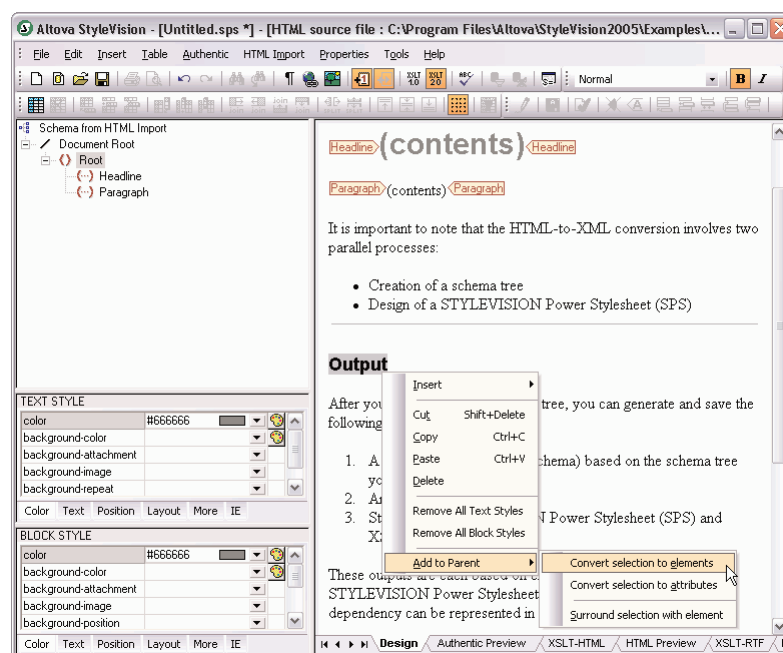 Altova StyleVision - [Untitled.sps *] - [HTML source file : C:\Program Files\Altova\StyleVision2005\Examples\...
File Edit Insert Table Authentic HTML Import Properties Tools Help
XSLT 1.0 XSLT 2.0 Normal B I
Schema from HTML Import
Document Root
Root
Headline
Paragraph
Headline (contents) Headline
Paragraph (contents) Paragraph
It is important to note that the HTML-to-XML conversion involves two
parallel processes:
• Creation of a schema tree
• Design of a STYLEVISION Power Stylesheet (SPS)
Output
After you tree, you can generate and save the
following
1. A chema) based on the schema tree
yo
2. An
3. St Power Stylesheet (SPS) and
X
These outputs are each based on
STYLEVISION Power Stylesheet
dependency can be represented in
Insert
Cut Shift+Delete
Copy Ctrl+C
Paste Ctrl+V
Delete
Remove All Text Styles
Remove All Block Styles
Add to Parent
Convert selection to elements
Convert selection to attributes
Surround selection with element
TEXT STYLE
color #666666
background-color
background-attachment
background-image
background-repeat
Color Text Position Layout More IE
BLOCK STYLE
color #666666
background-color
background-attachment
background-image
background-position
Color Text Position Layout More IE
Design Authentic Preview XSLT-HTML HTML Preview XSLT-RTF